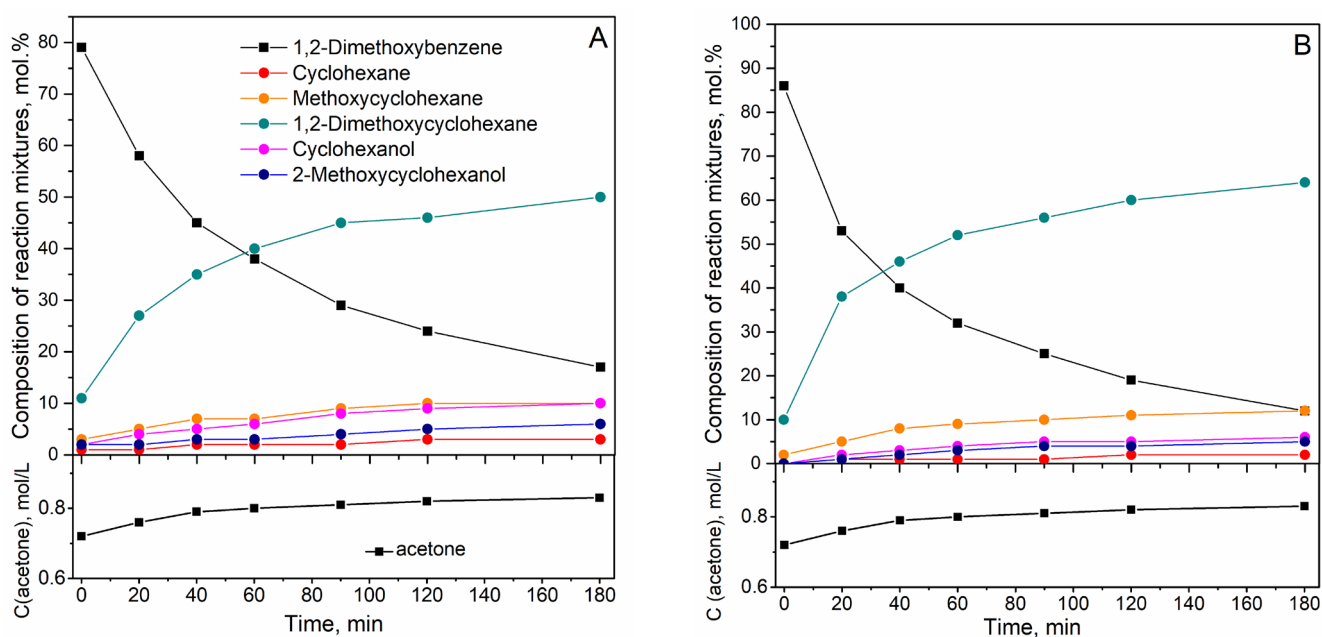 A
Composition of reaction mixtures, mol.%
80
70
60
50
40
30
20
10
0
1,2-Dimethoxybenzene
Cyclohexane
Methoxycyclohexane
1,2-Dimethoxycyclohexane
Cyclohexanol
2-Methoxycyclohexanol
C(acetone), mol/L
0.8
0.6
acetone
0 20 40 60 80 100 120 140 160 180
Time, min
B
Composition of reaction mixtures, mol.%
100
90
80
70
60
50
40
30
20
10
0
C (acetone), mol/L
0.8
0.6
0 20 40 60 80 100 120 140 160 180
Time, min